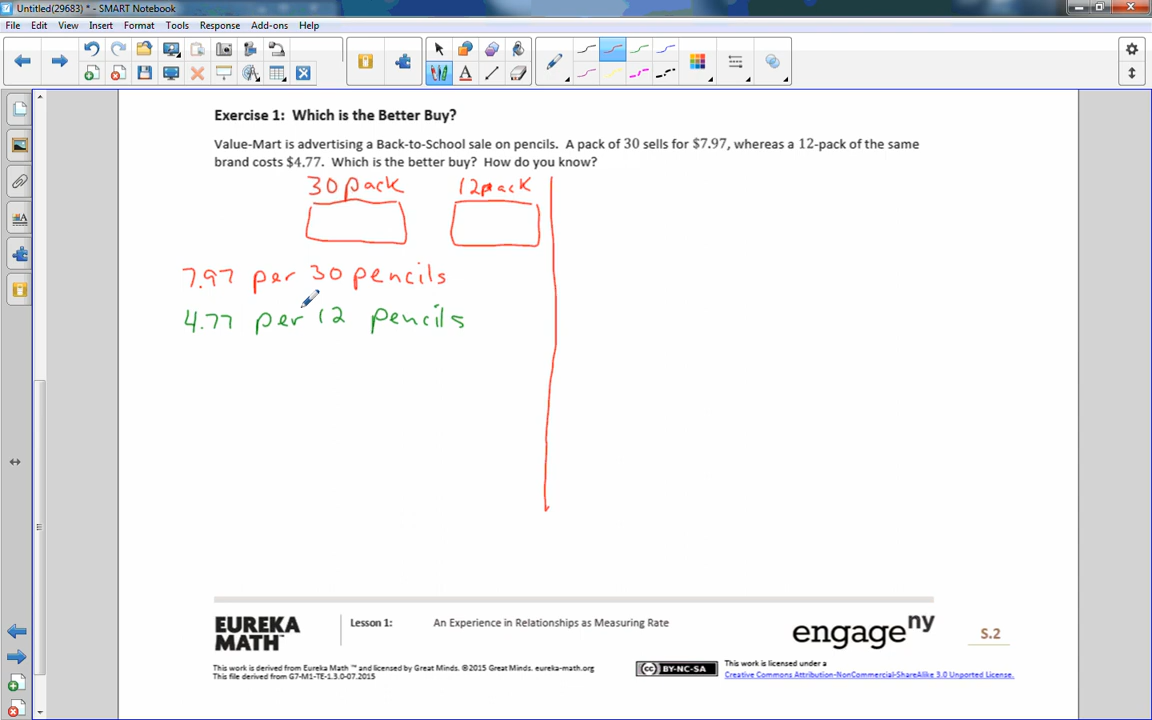 Untitled(29683) * - SMART Notebook
File Edit View Insert Format Tools Response Add-ons Help
Exercise 1: Which is the Better Buy?
Value-Mart is advertising a Back-to-School sale on pencils. A pack of 30 sells for $7.97, whereas a 12-pack of the same
brand costs $4.77. Which is the better buy? How do you know?
30 pack 12pack
7.97 per 30 pencils
4.77 per 12 pencils
EUREKA
MATH™
Lesson 1: An Experience in Relationships as Measuring Rate
engageny
S.2
This work is derived from Eureka Math ™ and licensed by Great Minds. ©2015 Great Minds. eureka-math.org
This file derived from G7-M1-TE-1.3.0-07.2015
cc BY-NC-SA
This work is licensed under a
Creative Commons Attribution-NonCommercial-ShareAlike 3.0 Unported License.